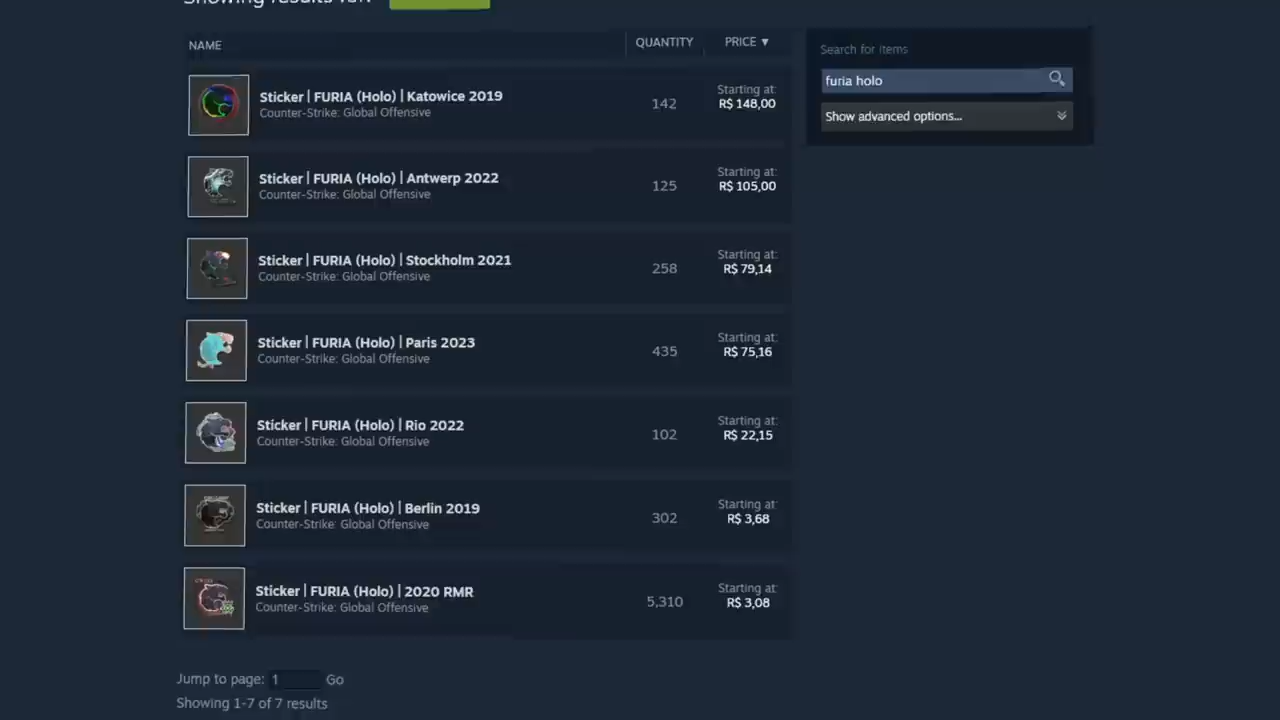 Showing results for:
NAME
QUANTITY
PRICE ▼
Sticker | FURIA (Holo) | Katowice 2019
Counter-Strike: Global Offensive
142
Starting at:
R$ 148,00
Sticker | FURIA (Holo) | Antwerp 2022
Counter-Strike: Global Offensive
125
Starting at:
R$ 105,00
Sticker | FURIA (Holo) | Stockholm 2021
Counter-Strike: Global Offensive
258
Starting at:
R$ 79,14
Sticker | FURIA (Holo) | Paris 2023
Counter-Strike: Global Offensive
435
Starting at:
R$ 75,16
Sticker | FURIA (Holo) | Rio 2022
Counter-Strike: Global Offensive
102
Starting at:
R$ 22,15
Sticker | FURIA (Holo) | Berlin 2019
Counter-Strike: Global Offensive
302
Starting at:
R$ 3,68
Sticker | FURIA (Holo) | 2020 RMR
Counter-Strike: Global Offensive
5,310
Starting at:
R$ 3,08
Jump to page: 1 Go
Showing 1-7 of 7 results
Search for items
furia holo
Show advanced options...